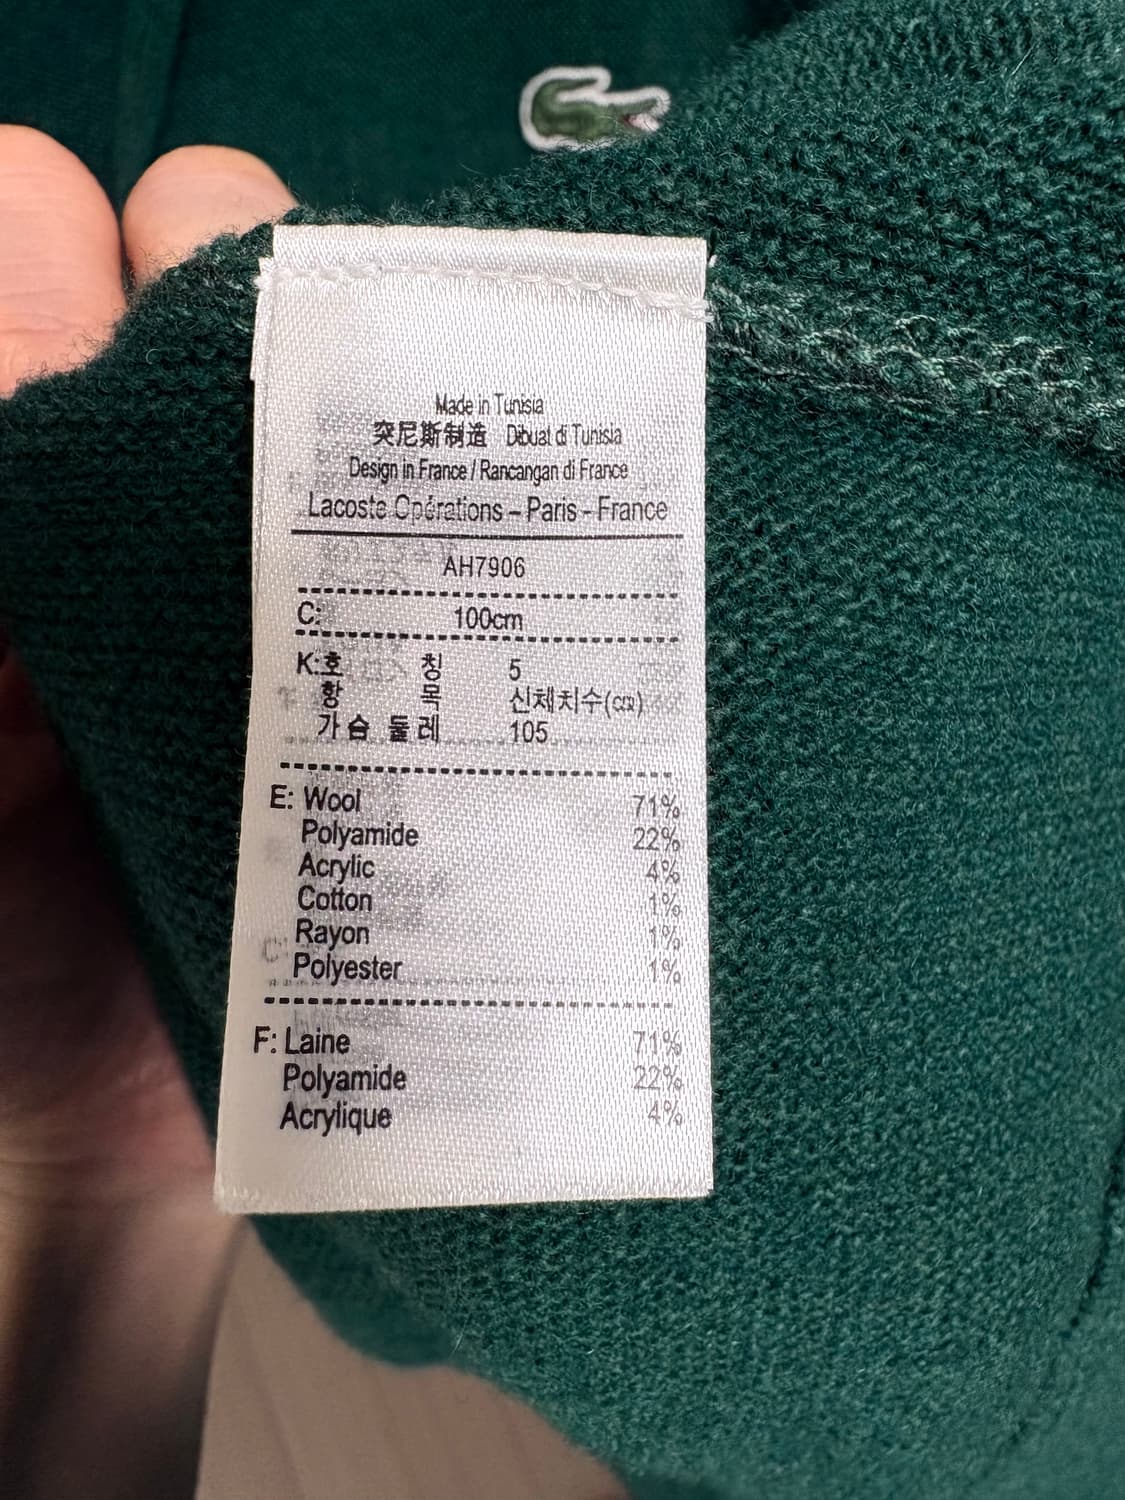 Made in Tunisia
突尼斯制造 Dibuat di Tunisia
Design in France / Rancangan di France
Lacoste Opérations – Paris - France
AH7906
C: 100cm
K:호 칭 5
항 목 신체치수(cm)
가슴 둘레 105
E: Wool 71%
Polyamide 22%
Acrylic 4%
Cotton 1%
Rayon 1%
Polyester 1%
F: Laine 71%
Polyamide 22%
Acrylique 4%